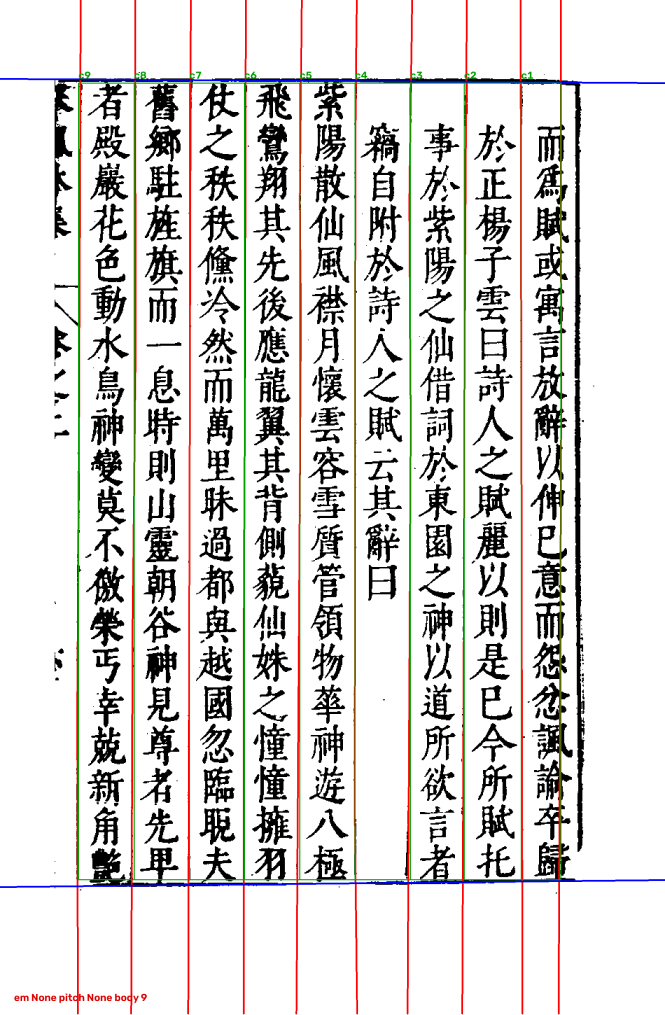 而爲賦或寓言放辭以伸己意而怨忿諷諭卒歸
於正楊子雲曰詩人之賦麗以則是已今所賦托
事於紫陽之仙借詞於東園之神以道所欲言者
竊自附於詩人之賦云其辭曰
紫陽散仙風襟月懷雲容雪質管領物華神遊八極
飛鸞翔其先後應龍翼其背側藐仙姝之憧憧擁羽
仗之秩秩儵泠然而萬里昧過都與越國忽臨睨夫
舊鄉駐旌旗而一息時則山靈朝谷神見尊者先卑
者殿巖花色動水鳥神變莫不徼榮丐幸兢新角艷